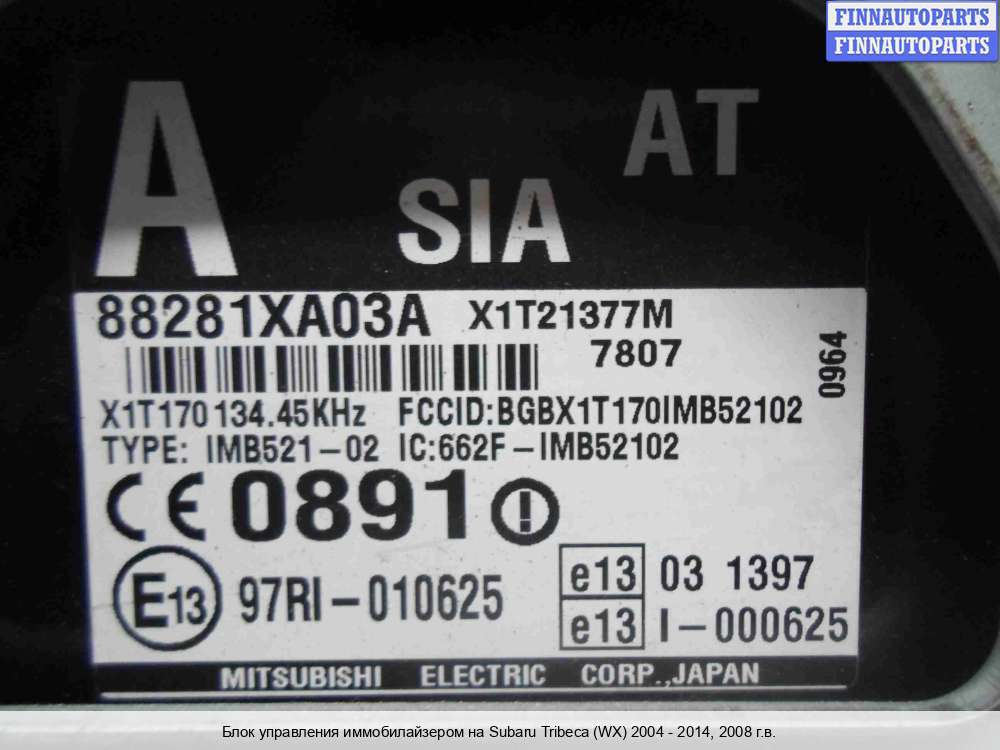 FINNAUTOPARTS
FINNAUTOPARTS
A
AT
SIA
88281XA03A X1T21377M
7807
0964
X1T170 134.45KHz FCCID:BGBX1T170IMB52102
TYPE: IMB521-02 IC:662F-IMB52102
CE 0891
E13 97RI-010625
e13 03 1397
e13 I-000625
MITSUBISHI ELECTRIC CORP.,JAPAN
Блок управления иммобилайзером на Subaru Tribeca (WX) 2004 - 2014, 2008 г.в.